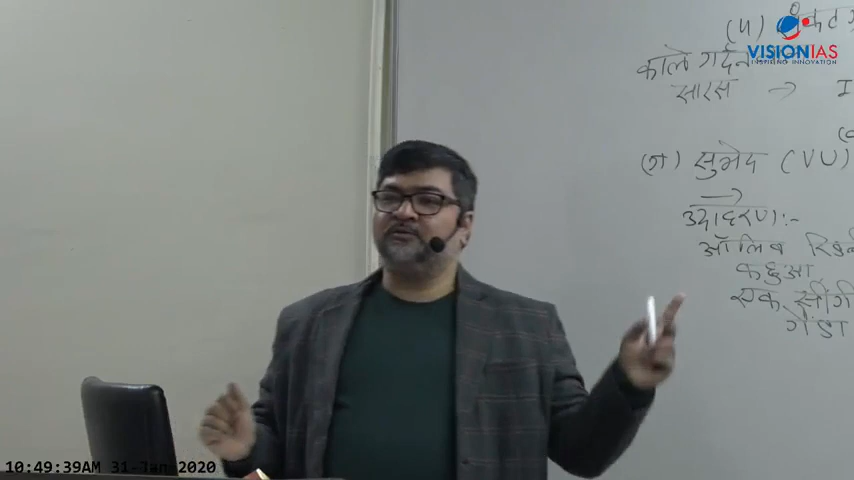 (प) संकट
VISIONIAS
INSPIRING INNOVATION
काले गर्दन
सारस →
(ग) सुभेद (VU)
→
उदाहरण:-
ऑलिव रिडले
कछुआ
एक सींग
गेंडा
10:49:39AM 31-Jan-2020